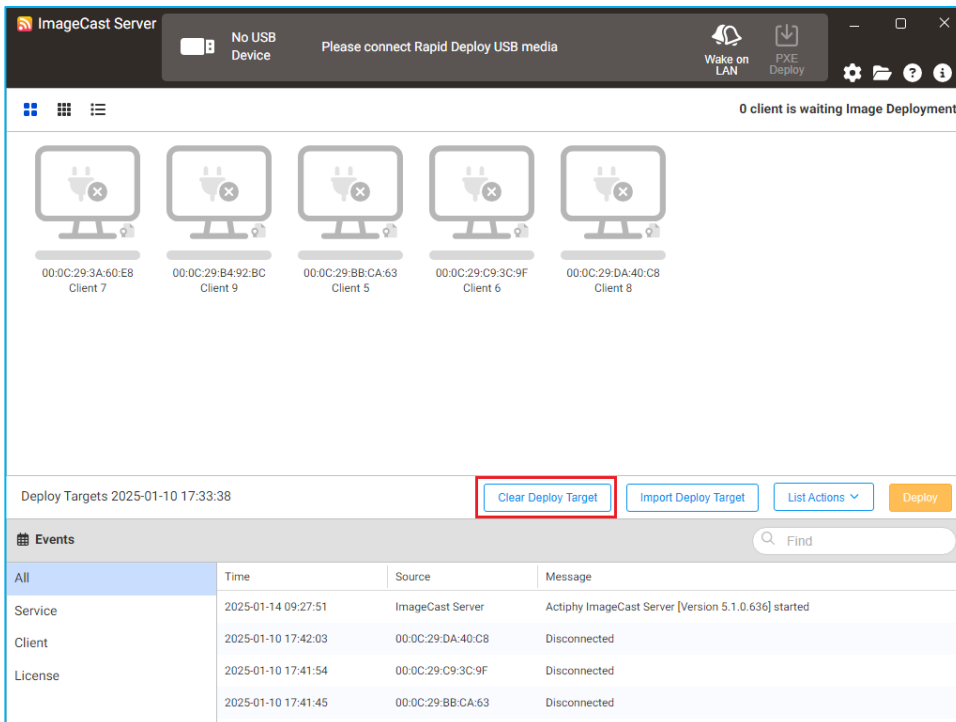 ImageCast Server
No USB
Device
Please connect Rapid Deploy USB media
Wake on
LAN
PXE
Deploy
0 client is waiting Image Deployment
00:0C:29:3A:60:E8
Client 7
00:0C:29:B4:92:BC
Client 9
00:0C:29:BB:CA:63
Client 5
00:0C:29:C9:3C:9F
Client 6
00:0C:29:DA:40:C8
Client 8
Deploy Targets 2025-01-10 17:33:38
Clear Deploy Target
Import Deploy Target
List Actions
Deploy
Events
Find
All
Service
Client
License
Time Source Message
2025-01-14 09:27:51 ImageCast Server Actiphy ImageCast Server [Version 5.1.0.636] started
2025-01-10 17:42:03 00:0C:29:DA:40:C8 Disconnected
2025-01-10 17:41:54 00:0C:29:C9:3C:9F Disconnected
2025-01-10 17:41:45 00:0C:29:BB:CA:63 Disconnected